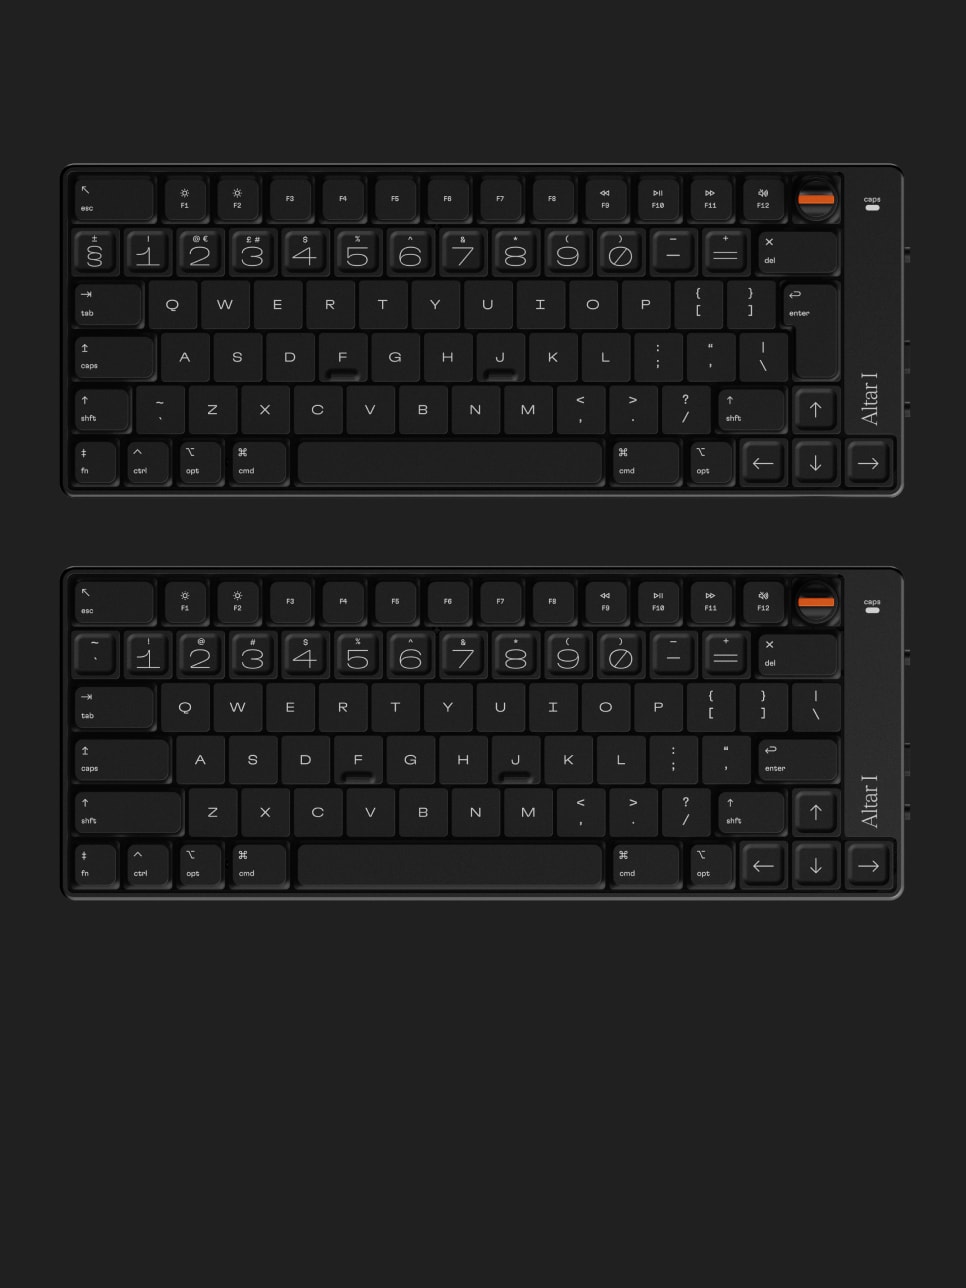 esc F1 F2 F3 F4 F5 F6 F7 F8 F9 F10 F11 F12 caps
± ! @ € £ # $ % ^ & * ( ) – +
§ 1 2 3 4 5 6 7 8 9 0 – = del
tab Q W E R T Y U I O P { [ } ] enter
caps A S D F G H J K L : ; " ' | \
shft ~ ` Z X C V B N M < , > . ? / shft ↑
fn ctrl opt ⌘ cmd ⌘ cmd opt ← ↓ →
Altar I
esc F1 F2 F3 F4 F5 F6 F7 F8 F9 F10 F11 F12 caps
~ ! @ # $ % ^ & * ( ) – +
` 1 2 3 4 5 6 7 8 9 0 – = del
tab Q W E R T Y U I O P { [ } ] | \
caps A S D F G H J K L : ; " ' enter
shft Z X C V B N M < , > . ? / shft ↑
fn ctrl opt ⌘ cmd ⌘ cmd opt ← ↓ →
Altar I